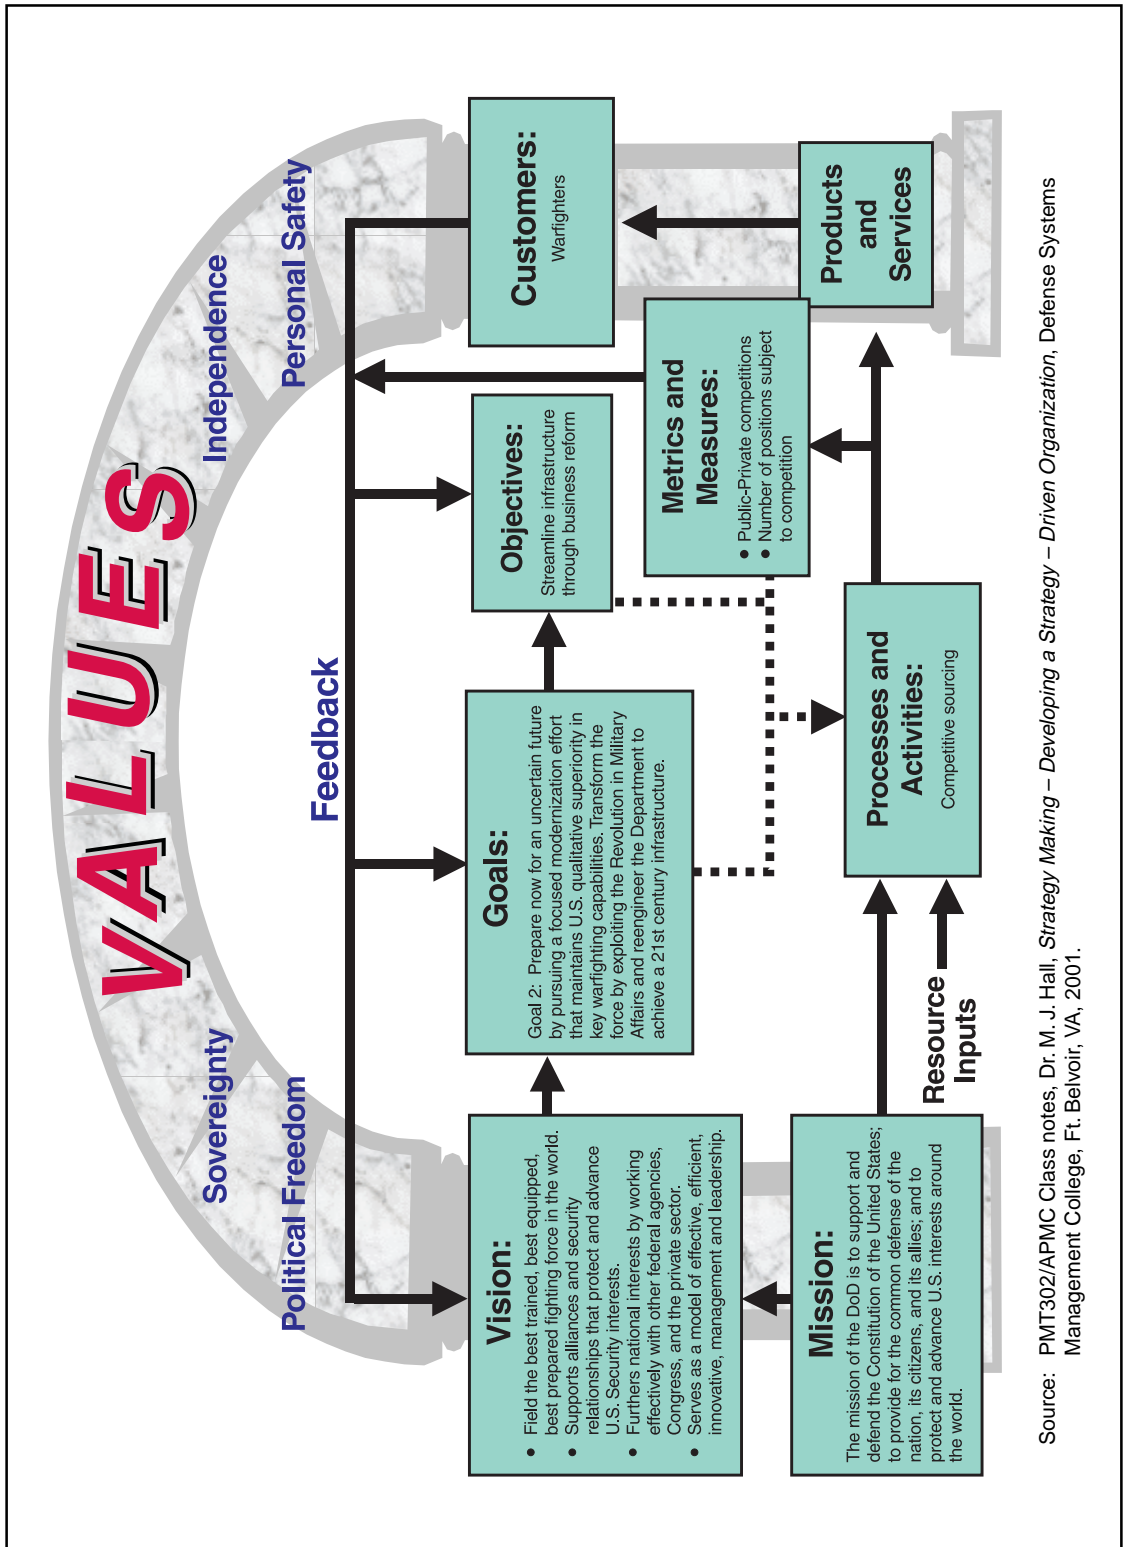 VALUES
Political Freedom
Sovereignty
Independence
Personal Safety
Feedback
Vision:
• Field the best trained, best equipped,
best prepared fighting force in the world.
• Supports alliances and security
relationships that protect and advance
U.S. Security interests.
• Furthers national interests by working
effectively with other federal agencies,
Congress, and the private sector.
• Serves as a model of effective, efficient,
innovative, management and leadership.
Goals:
Goal 2: Prepare now for an uncertain future
by pursuing a focused modernization effort
that maintains U.S. qualitative superiority in
key warfighting capabilities. Transform the
force by exploiting the Revolution in Military
Affairs and reengineer the Department to
achieve a 21st century infrastructure.
Objectives:
Streamline infrastructure
through business reform
Customers:
Warfighters
Metrics and
Measures:
• Public-Private competitions
• Number of positions subject
to competition
Mission:
The mission of the DoD is to support and
defend the Constitution of the United States;
to provide for the common defense of the
nation, its citizens, and its allies; and to
protect and advance U.S. interests around
the world.
Resource
Inputs
Processes and
Activities:
Competitive sourcing
Products
and
Services
Source: PMT302/APMC Class notes, Dr. M. J. Hall, Strategy Making – Developing a Strategy – Driven Organization, Defense Systems
Management College, Ft. Belvoir, VA, 2001.